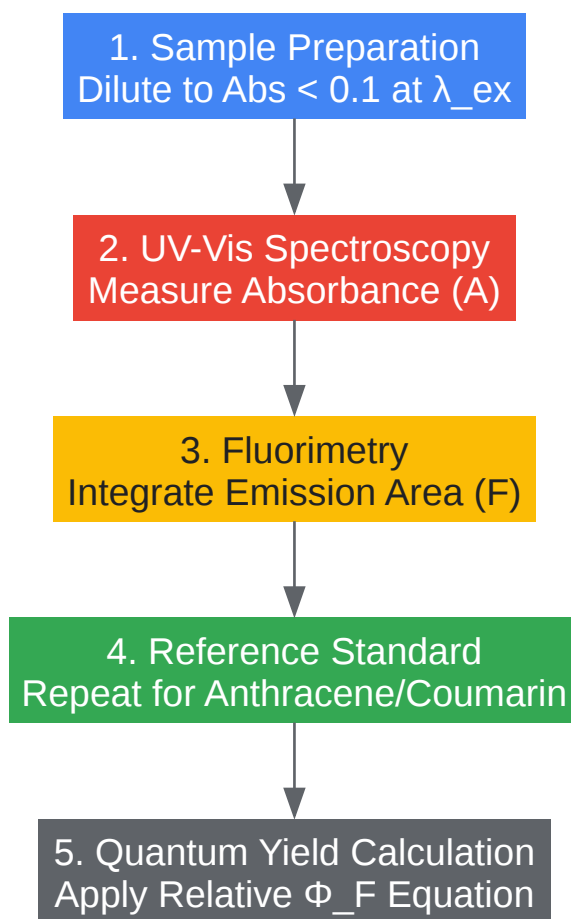 1. Sample Preparation
Dilute to Abs < 0.1 at λ_ex
2. UV-Vis Spectroscopy
Measure Absorbance (A)
3. Fluorimetry
Integrate Emission Area (F)
4. Reference Standard
Repeat for Anthracene/Coumarin
5. Quantum Yield Calculation
Apply Relative Φ_F Equation